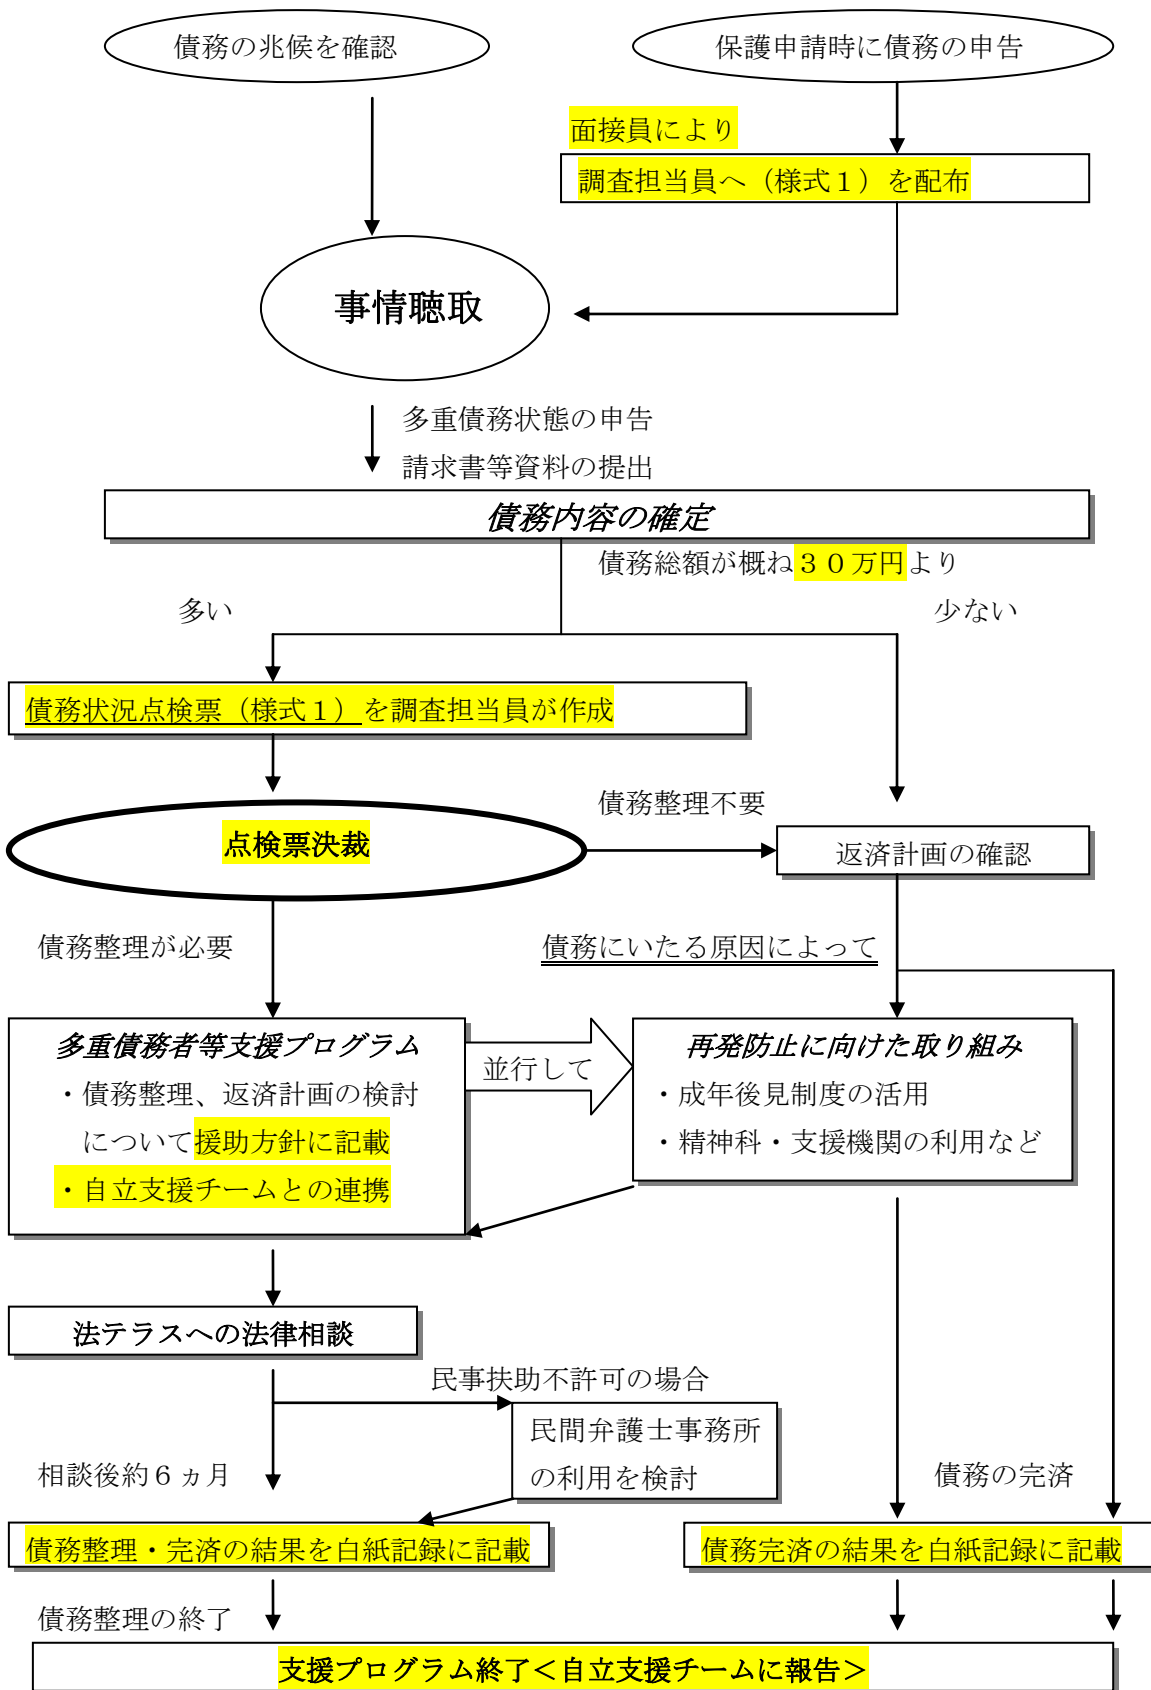 債務の兆候を確認
保護申請時に債務の申告
面接員により
調査担当員へ（様式１）を配布
事情聴取
多重債務状態の申告
請求書等資料の提出
債務内容の確定
債務総額が概ね３０万円より
多い
少ない
債務状況点検票（様式１）を調査担当員が作成
債務整理不要
点検票決裁
返済計画の確認
債務整理が必要
債務にいたる原因によって
多重債務者等支援プログラム
・債務整理、返済計画の検討
について援助方針に記載
・自立支援チームとの連携
並行して
再発防止に向けた取り組み
・成年後見制度の活用
・精神科・支援機関の利用など
法テラスへの法律相談
民事扶助不許可の場合
民間弁護士事務所
の利用を検討
相談後約６ヵ月
債務の完済
債務整理・完済の結果を白紙記録に記載
債務完済の結果を白紙記録に記載
債務整理の終了
支援プログラム終了＜自立支援チームに報告＞